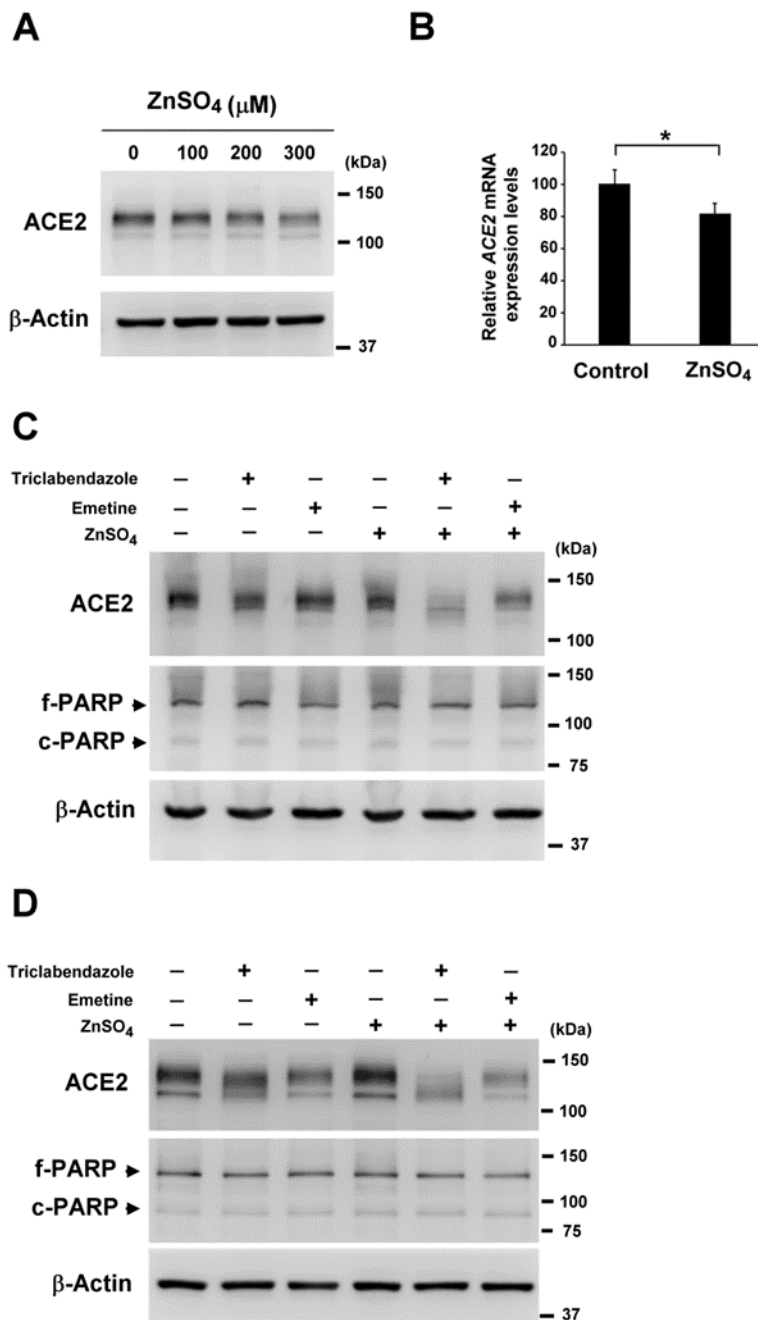 A
ZnSO4 (μM)
0 100 200 300 (kDa)
ACE2
150
100
β-Actin
37
B
*
Relative ACE2 mRNA
expression levels
120
100
80
60
40
20
0
Control ZnSO4
C
Triclabendazole − + − − + −
Emetine − − + − − +
ZnSO4 − − − + + +
(kDa)
ACE2
150
100
f-PARP
c-PARP
150
100
75
β-Actin
37
D
Triclabendazole − + − − + −
Emetine − − + − − +
ZnSO4 − − − + + +
(kDa)
ACE2
150
100
f-PARP
c-PARP
150
100
75
β-Actin
37